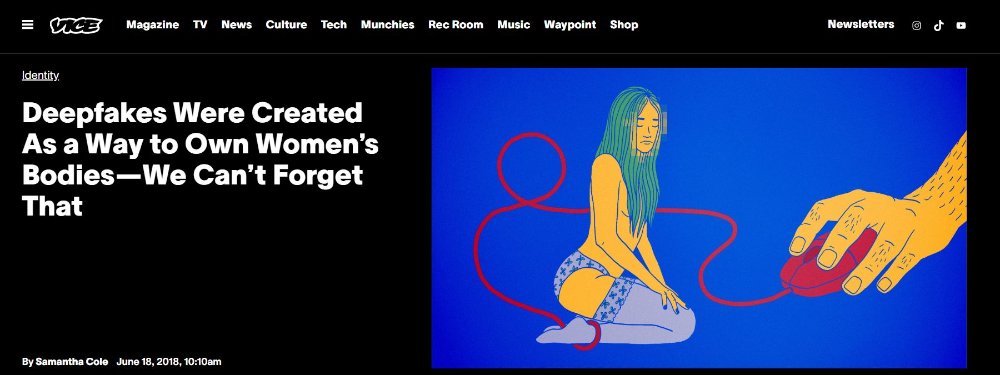 VICE
Magazine TV News Culture Tech Munchies Rec Room Music Waypoint Shop
Newsletters
Identity
Deepfakes Were Created
As a Way to Own Women’s
Bodies—We Can’t Forget
That
By Samantha Cole June 18, 2018, 10:10am